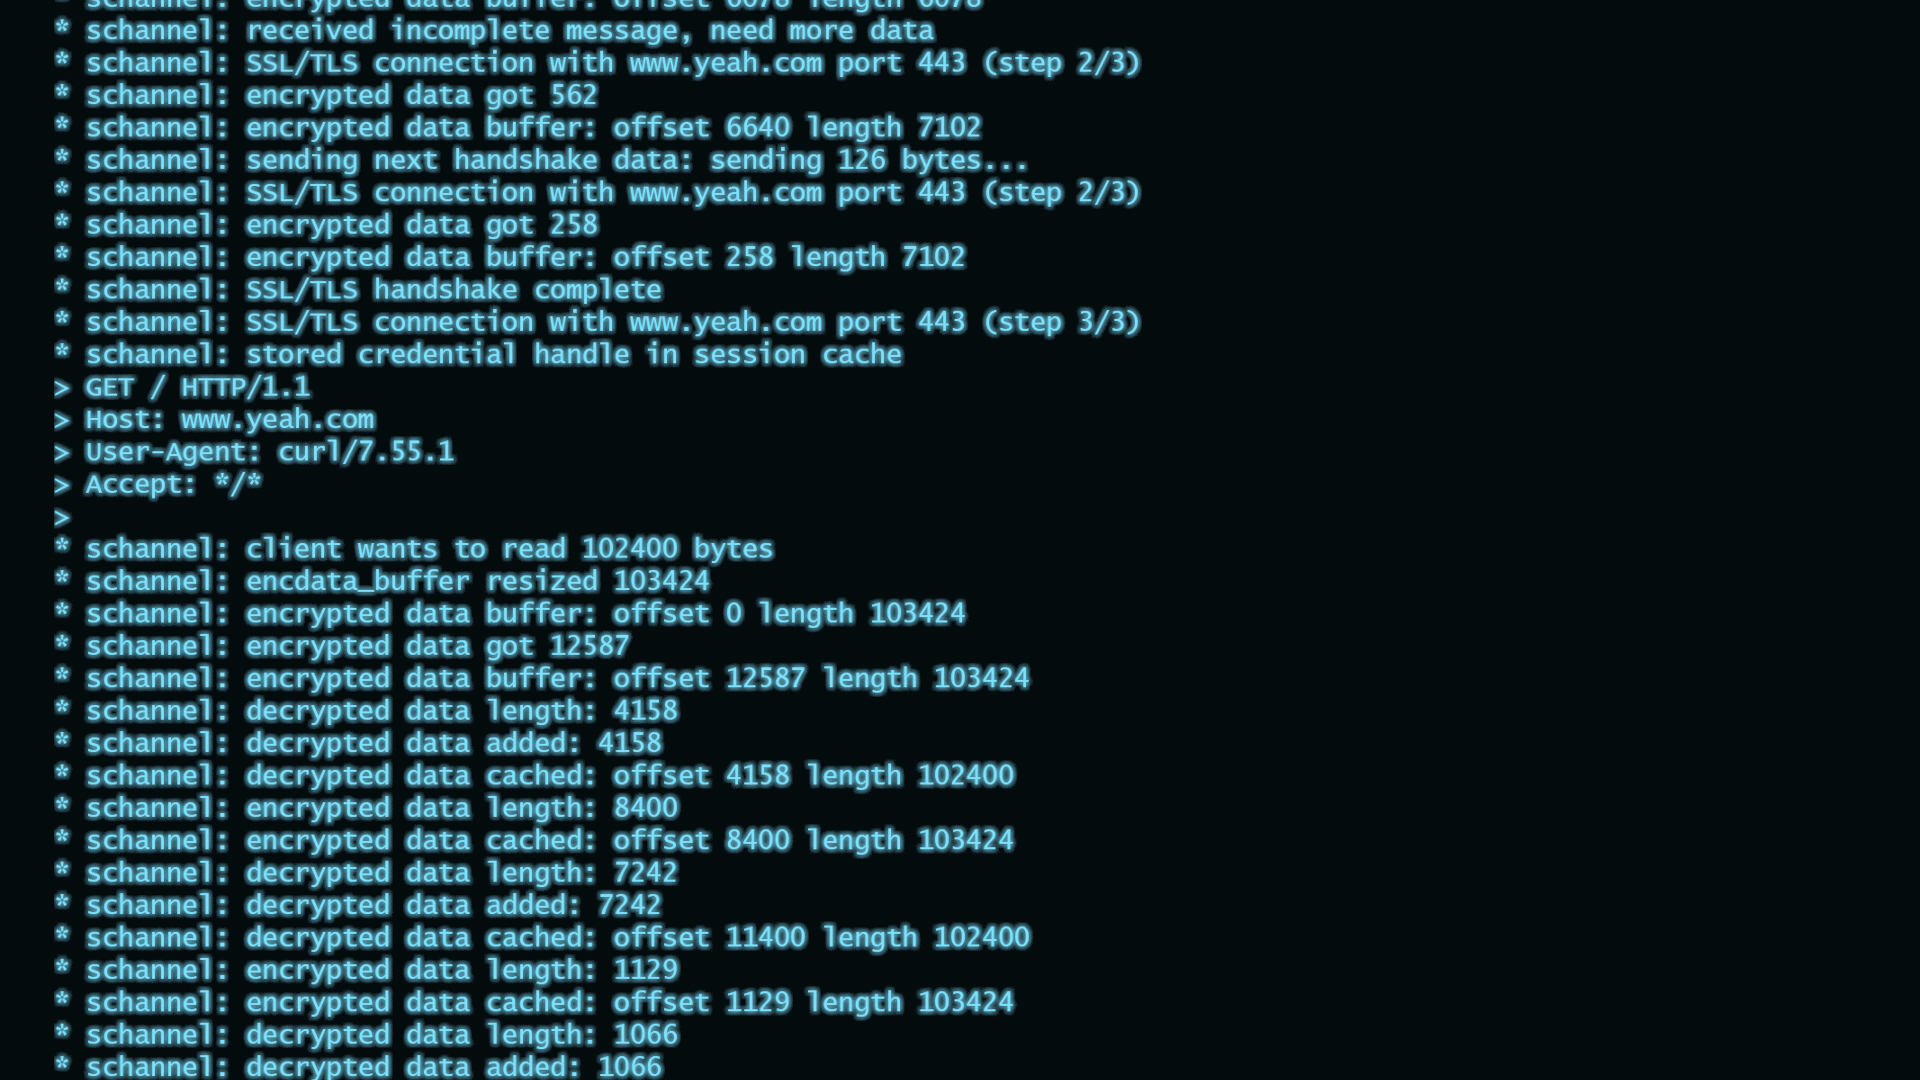 * schannel: encrypted data buffer: offset 6078 length 6078
* schannel: received incomplete message, need more data
* schannel: SSL/TLS connection with www.yeah.com port 443 (step 2/3)
* schannel: encrypted data got 562
* schannel: encrypted data buffer: offset 6640 length 7102
* schannel: sending next handshake data: sending 126 bytes...
* schannel: SSL/TLS connection with www.yeah.com port 443 (step 2/3)
* schannel: encrypted data got 258
* schannel: encrypted data buffer: offset 258 length 7102
* schannel: SSL/TLS handshake complete
* schannel: SSL/TLS connection with www.yeah.com port 443 (step 3/3)
* schannel: stored credential handle in session cache
> GET / HTTP/1.1
> Host: www.yeah.com
> User-Agent: curl/7.55.1
> Accept: */*
>
* schannel: client wants to read 102400 bytes
* schannel: encdata_buffer resized 103424
* schannel: encrypted data buffer: offset 0 length 103424
* schannel: encrypted data got 12587
* schannel: encrypted data buffer: offset 12587 length 103424
* schannel: decrypted data length: 4158
* schannel: decrypted data added: 4158
* schannel: decrypted data cached: offset 4158 length 102400
* schannel: encrypted data length: 8400
* schannel: encrypted data cached: offset 8400 length 103424
* schannel: decrypted data length: 7242
* schannel: decrypted data added: 7242
* schannel: decrypted data cached: offset 11400 length 102400
* schannel: encrypted data length: 1129
* schannel: encrypted data cached: offset 1129 length 103424
* schannel: decrypted data length: 1066
* schannel: decrypted data added: 1066